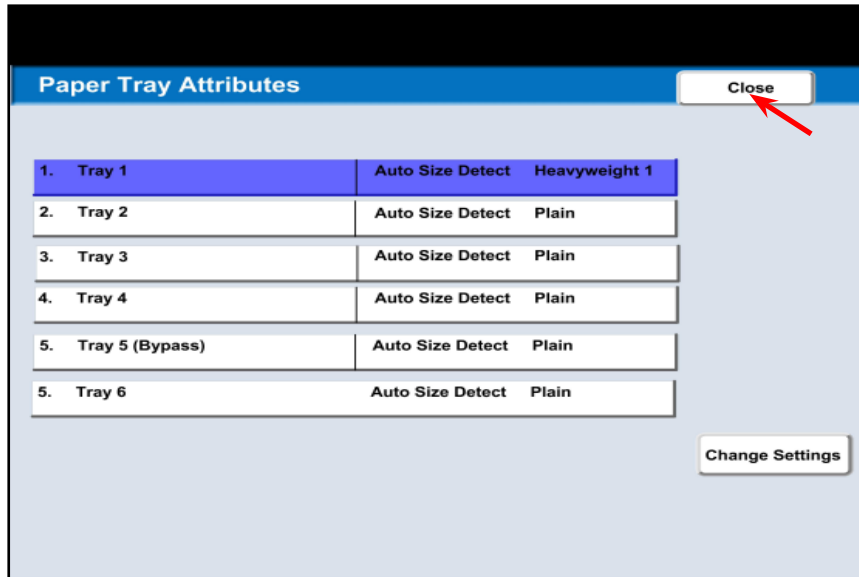 Paper Tray Attributes Close
1. Tray 1 Auto Size Detect Heavyweight 1
2. Tray 2 Auto Size Detect Plain
3. Tray 3 Auto Size Detect Plain
4. Tray 4 Auto Size Detect Plain
5. Tray 5 (Bypass) Auto Size Detect Plain
5. Tray 6 Auto Size Detect Plain
Change Settings